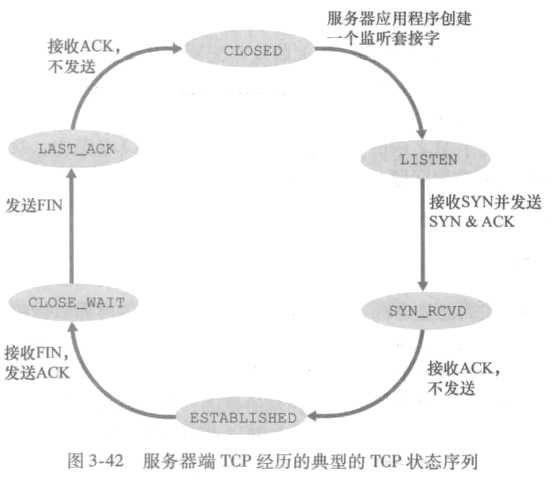 服务器应用程序创建
一个监听套接字
接收ACK，
不发送
CLOSED
LAST_ACK
LISTEN
发送FIN
接收SYN并发送
SYN & ACK
CLOSE_WAIT
SYN_RCVD
接收FIN，
发送ACK
接收ACK，
不发送
ESTABLISHED
图 3-42 服务器端 TCP 经历的典型的 TCP 状态序列